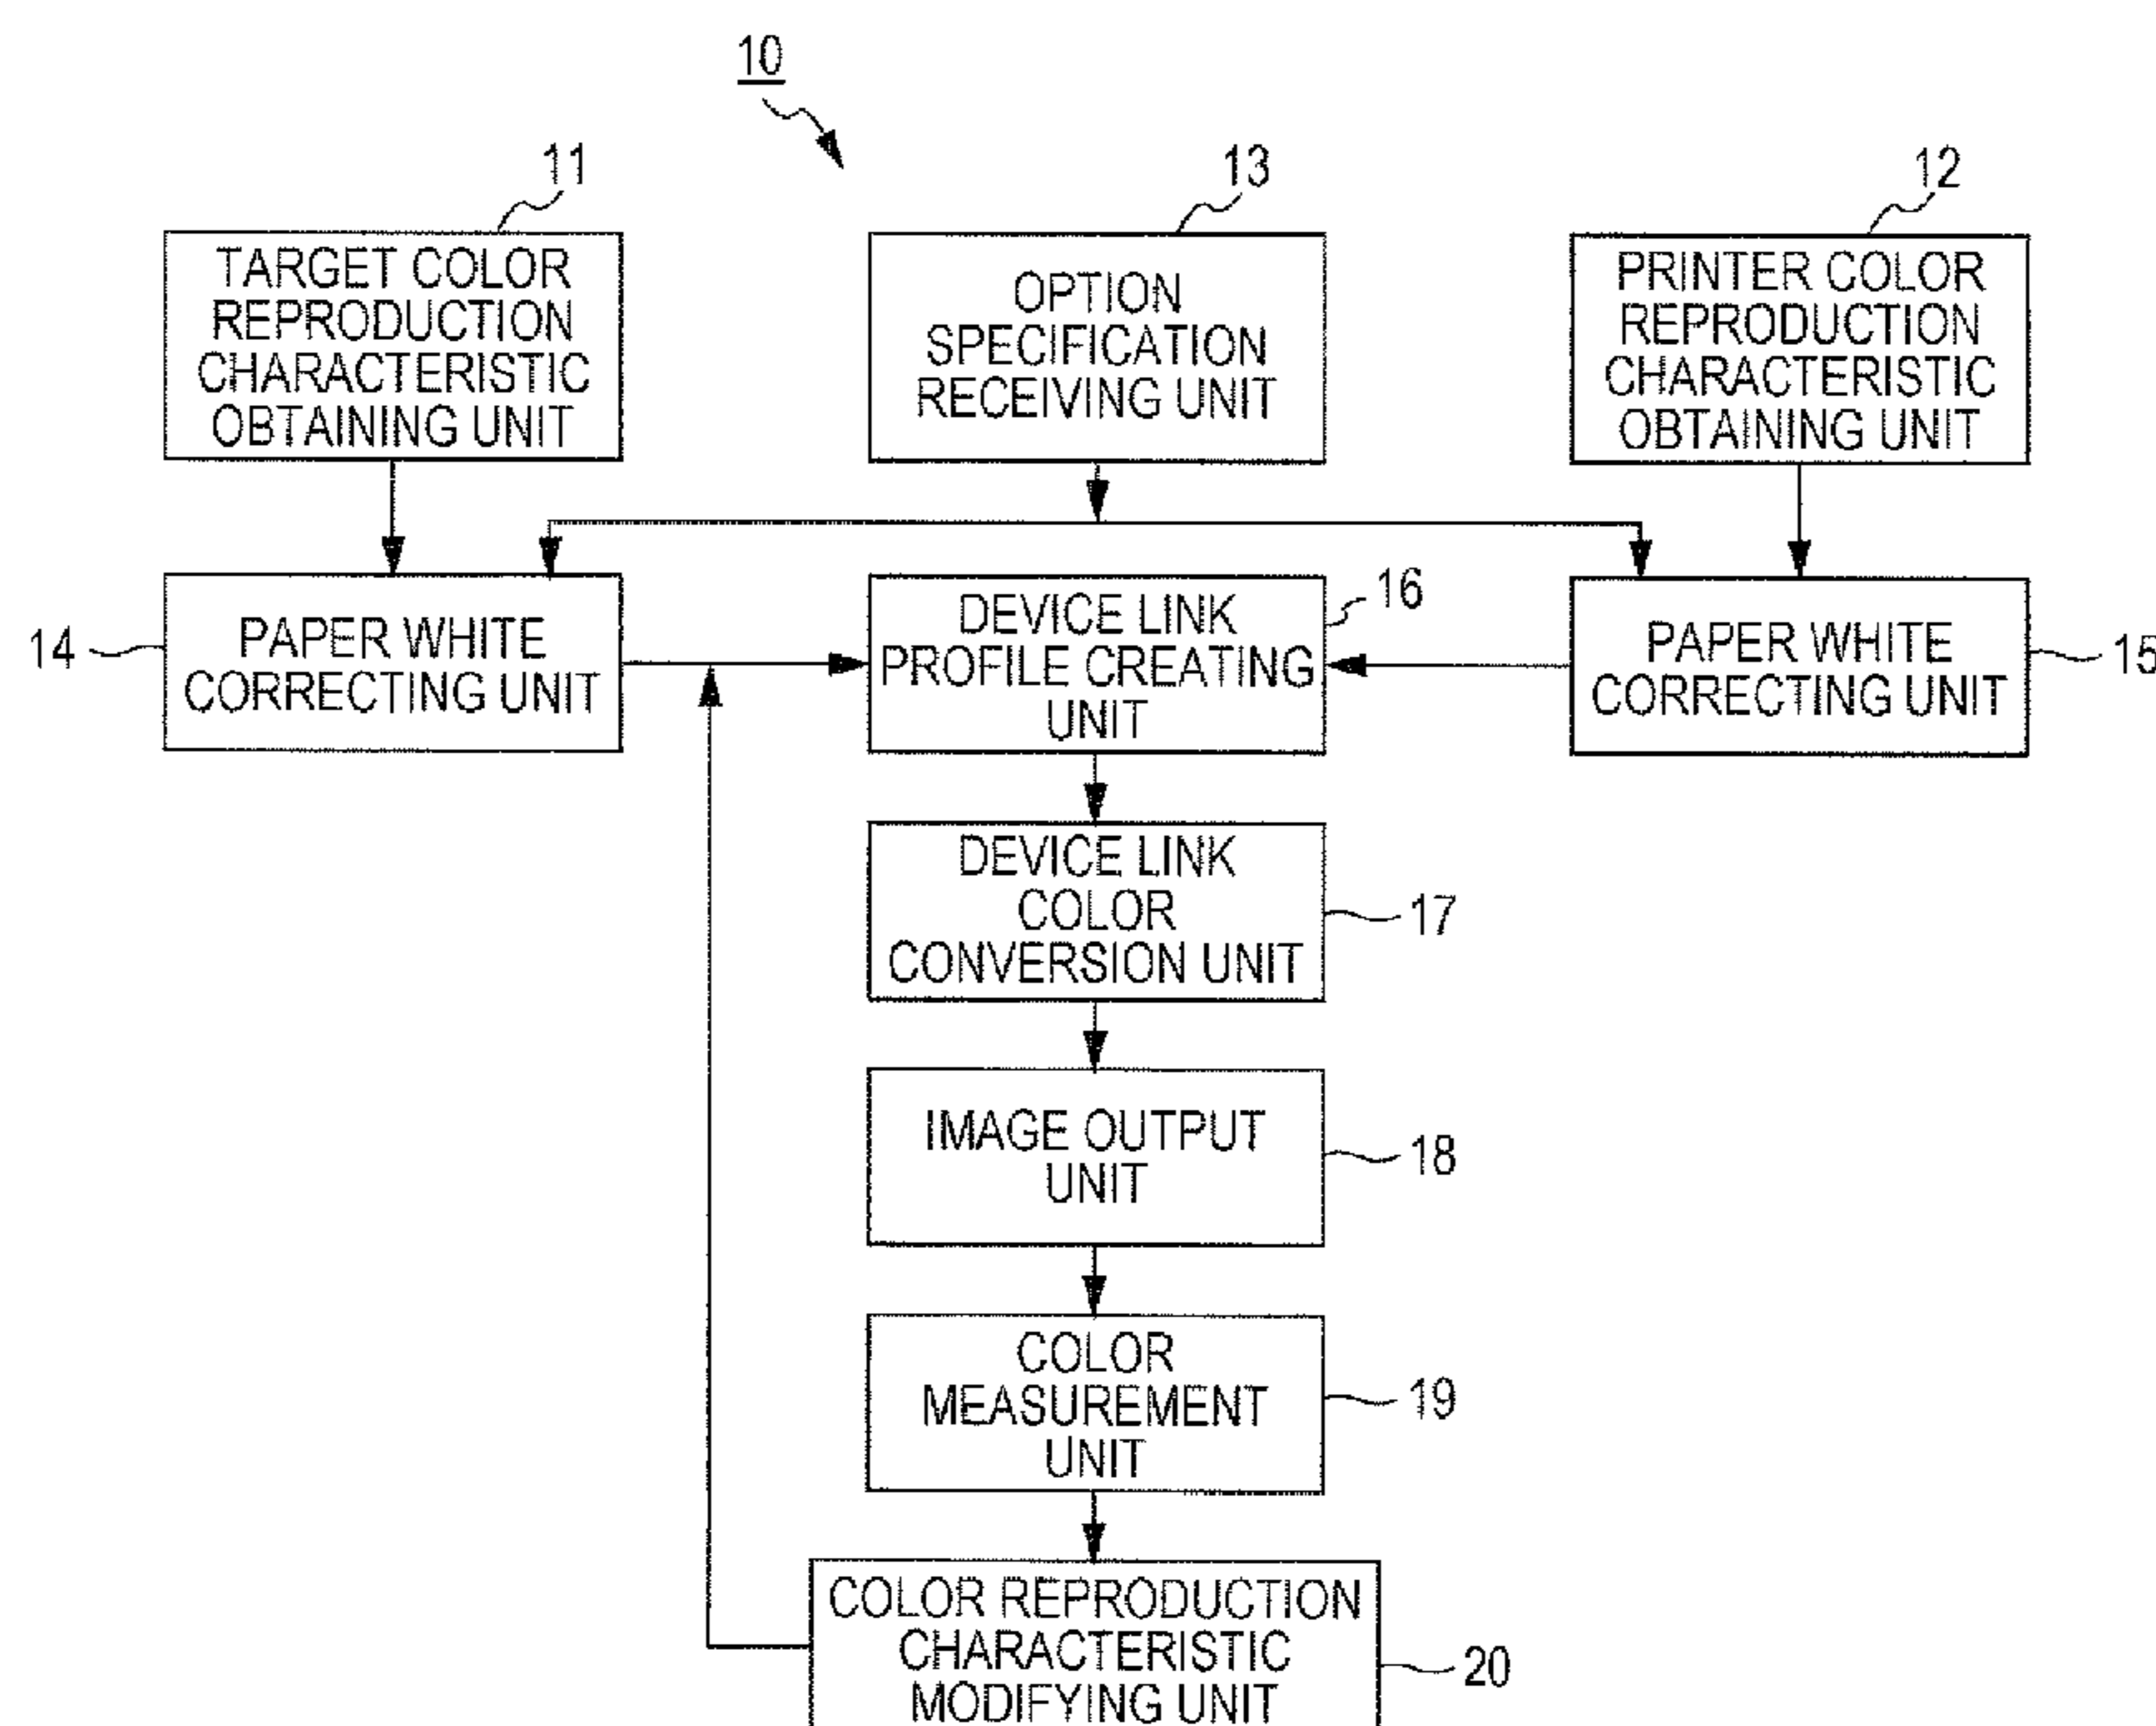 10
11
TARGET COLOR
REPRODUCTION
CHARACTERISTIC
OBTAINING UNIT
13
OPTION
SPECIFICATION
RECEIVING UNIT
12
PRINTER COLOR
REPRODUCTION
CHARACTERISTIC
OBTAINING UNIT
14
PAPER WHITE
CORRECTING UNIT
16
DEVICE LINK
PROFILE CREATING
UNIT
15
PAPER WHITE
CORRECTING UNIT
DEVICE LINK
COLOR
CONVERSION UNIT
17
IMAGE OUTPUT
UNIT
18
COLOR
MEASUREMENT
UNIT
19
COLOR REPRODUCTION
CHARACTERISTIC
MODIFYING UNIT
20